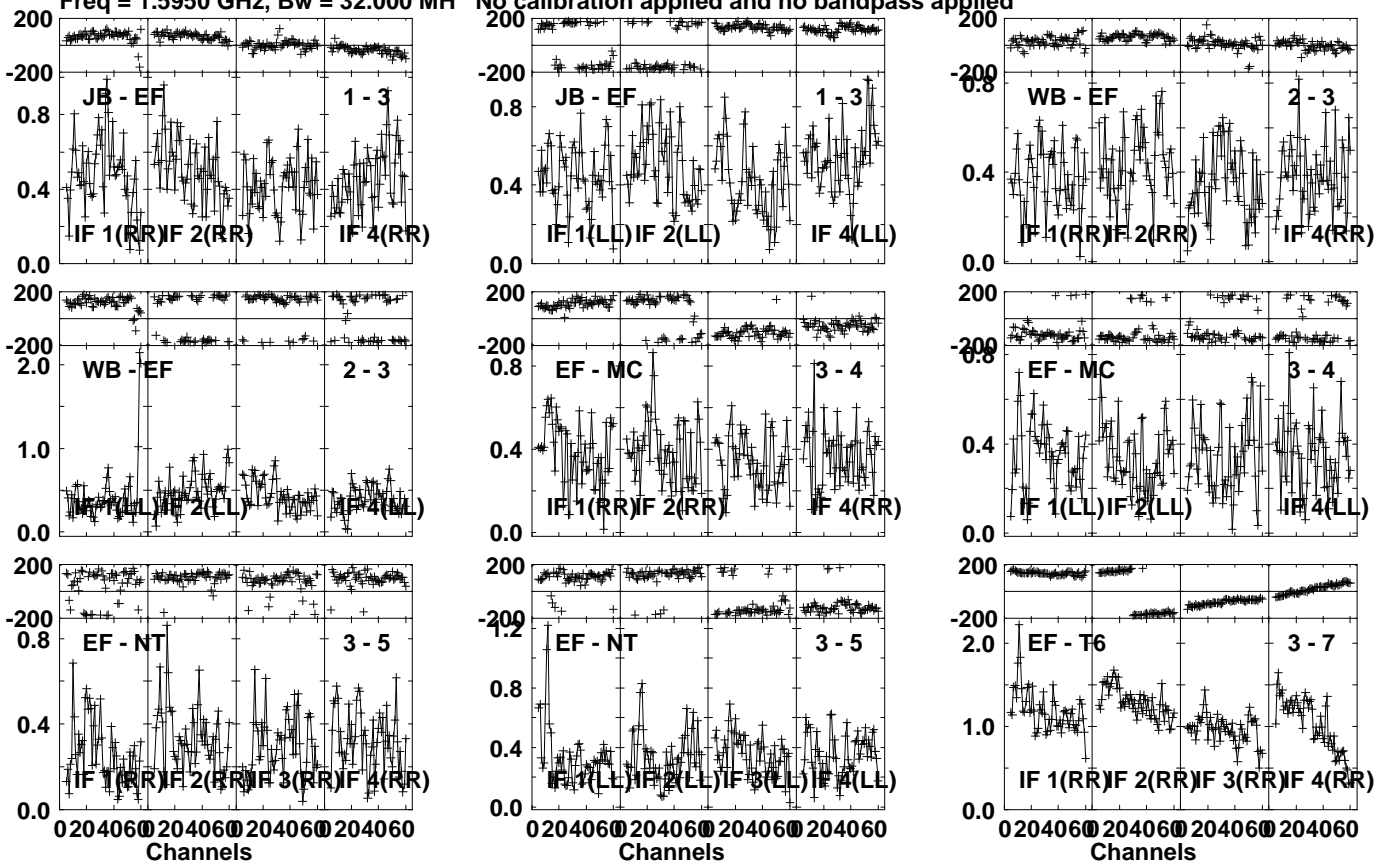 Freq = 1.5950 GHz, Bw = 32.000 MH No calibration applied and no bandpass applied
200
-200
0.8
0.4
0.0
JB - EF 1 - 3
IF 1(RR) IF 2(RR) IF 4(RR)
200
-200
0.8
0.4
0.0
JB - EF 1 - 3
IF 1(LL) IF 2(LL) IF 4(LL)
200
-200
0.8
0.4
0.0
WB - EF 2 - 3
IF 1(RR) IF 2(RR) IF 4(RR)
200
-200
2.0
1.0
0.0
WB - EF 2 - 3
IF 1(LL) IF 2(LL) IF 4(LL)
200
-200
0.8
0.4
0.0
EF - MC 3 - 4
IF 1(RR) IF 2(RR) IF 4(RR)
200
-200
0.8
0.4
0.0
EF - MC 3 - 4
IF 1(LL) IF 2(LL) IF 4(LL)
200
-200
0.8
0.4
0.0
EF - NT 3 - 5
IF 1(RR) IF 2(RR) IF 3(RR) IF 4(RR)
0 20 40 60 0 20 40 60 0 20 40 60 0 20 40 60
Channels
200
-200
1.2
0.8
0.4
0.0
EF - NT 3 - 5
IF 1(LL) IF 2(LL) IF 3(LL) IF 4(LL)
0 20 40 60 0 20 40 60 0 20 40 60 0 20 40 60
Channels
200
-200
2.0
1.0
0.0
EF - T6 3 - 7
IF 1(RR) IF 2(RR) IF 3(RR) IF 4(RR)
0 20 40 60 0 20 40 60 0 20 40 60 0 20 40 60
Channels